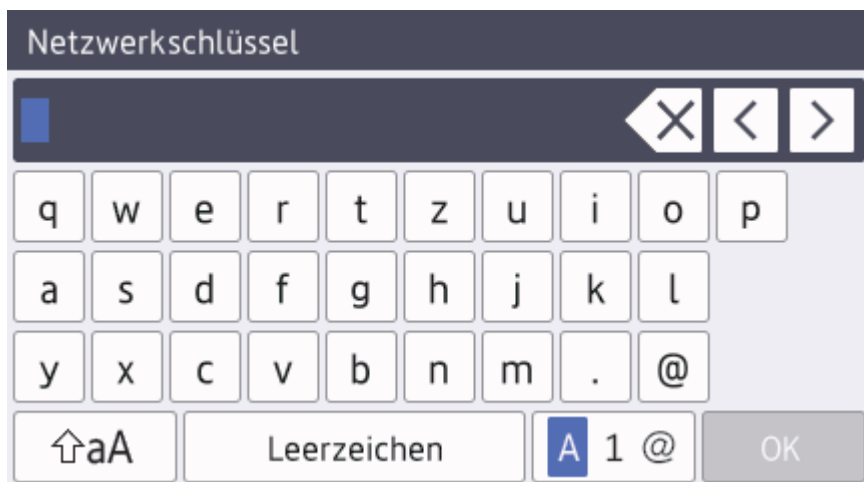 Netzwerkschlüssel
q w e r t z u i o p
a s d f g h j k l
y x c v b n m . @
aA Leerzeichen A 1 @ OK